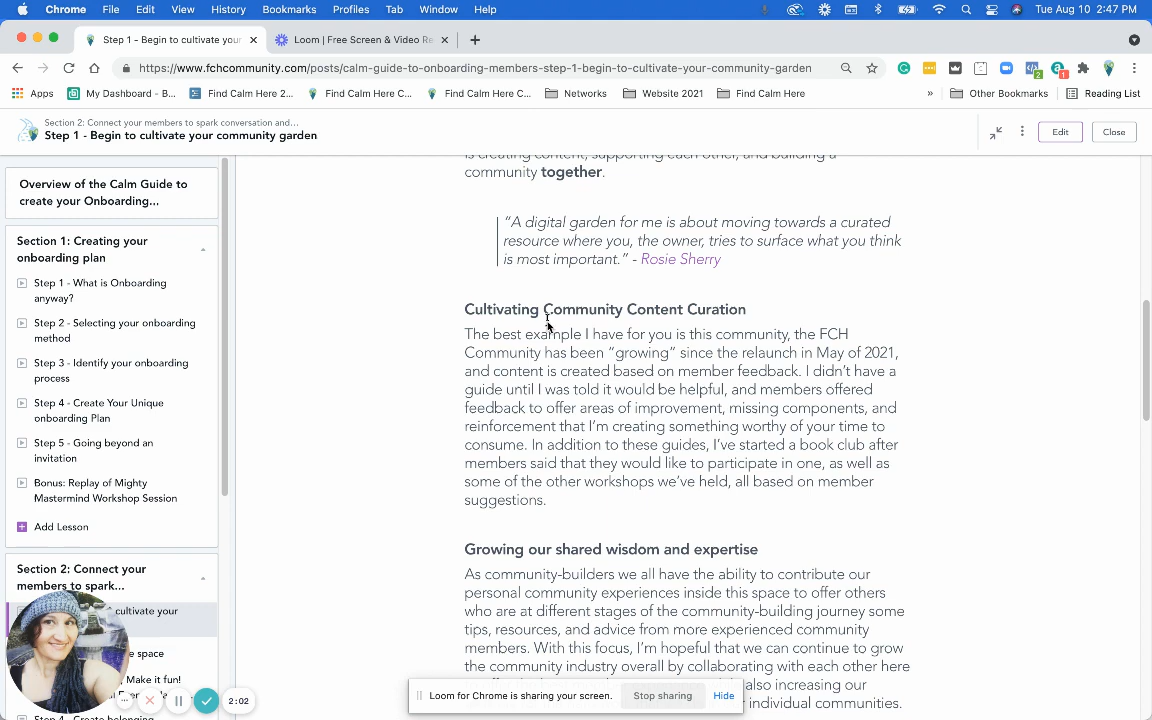 Chrome File Edit View History Bookmarks Profiles Tab Window Help Tue Aug 10 2:47 PM
Step 1 - Begin to cultivate your
Loom | Free Screen & Video Re
https://www.fchcommunity.com/posts/calm-guide-to-onboarding-members-step-1-begin-to-cultivate-your-community-garden
Apps My Dashboard - B... Find Calm Here 2... Find Calm Here C... Find Calm Here C... Networks Website 2021 Find Calm Here » Other Bookmarks Reading List
Section 2: Connect your members to spark conversation and...
Step 1 - Begin to cultivate your community garden
Edit Close
Overview of the Calm Guide to
create your Onboarding...
Section 1: Creating your
onboarding plan
Step 1 - What is Onboarding
anyway?
Step 2 - Selecting your onboarding
method
Step 3 - Identify your onboarding
process
Step 4 - Create Your Unique
onboarding Plan
Step 5 - Going beyond an
invitation
Bonus: Replay of Mighty
Mastermind Workshop Session
Add Lesson
Section 2: Connect your
members to spark...
cultivate your
e space
Make it fun!
Step 4 - Create belonging
2:02
is creating content, supporting each other, and building a
community together.
“A digital garden for me is about moving towards a curated
resource where you, the owner, tries to surface what you think
is most important.” - Rosie Sherry
Cultivating Community Content Curation
The best example I have for you is this community, the FCH
Community has been “growing” since the relaunch in May of 2021,
and content is created based on member feedback. I didn’t have a
guide until I was told it would be helpful, and members offered
feedback to offer areas of improvement, missing components, and
reinforcement that I’m creating something worthy of your time to
consume. In addition to these guides, I’ve started a book club after
members said that they would like to participate in one, as well as
some of the other workshops we’ve held, all based on member
suggestions.
Growing our shared wisdom and expertise
As community-builders we all have the ability to contribute our
personal community experiences inside this space to offer others
who are at different stages of the community-building journey some
tips, resources, and advice from more experienced community
members. With this focus, I’m hopeful that we can continue to grow
the community industry overall by collaborating with each other here
also increasing our
individual communities.
Loom for Chrome is sharing your screen. Stop sharing Hide